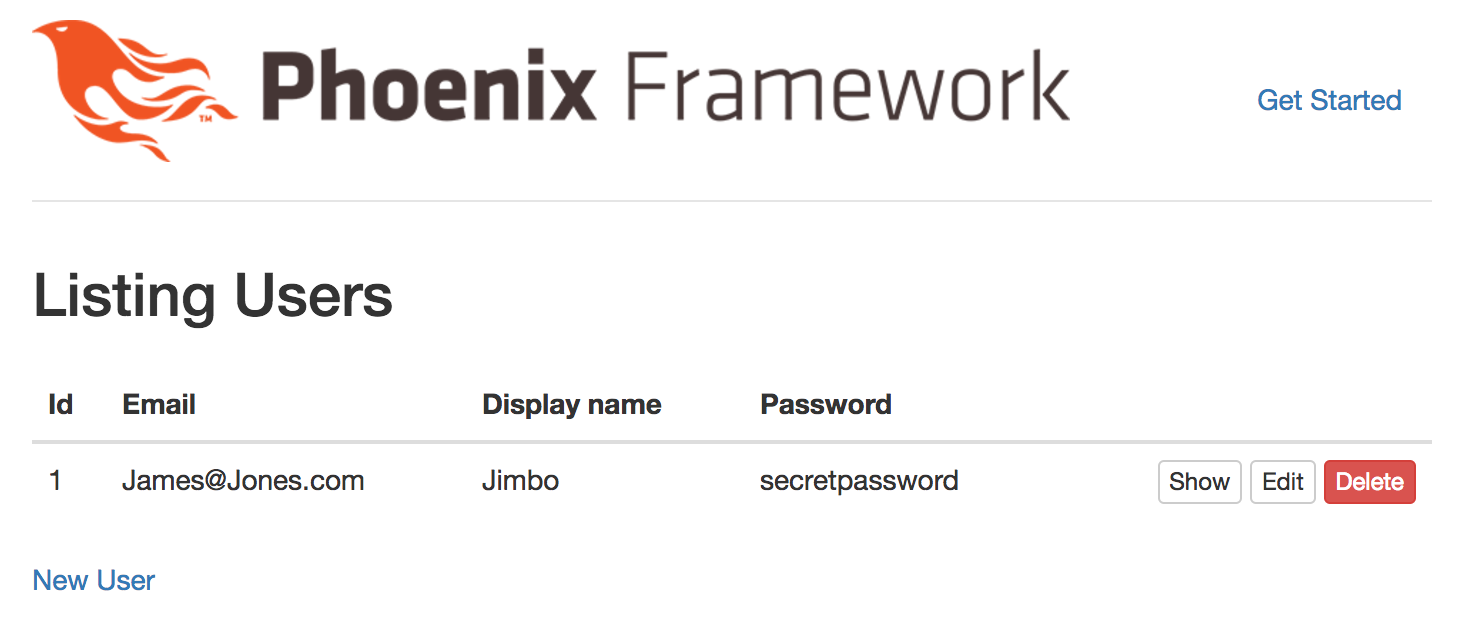 Phoenix Framework
TM
Get Started
Listing Users
Id Email Display name Password
1 James@Jones.com Jimbo secretpassword Show Edit Delete
New User